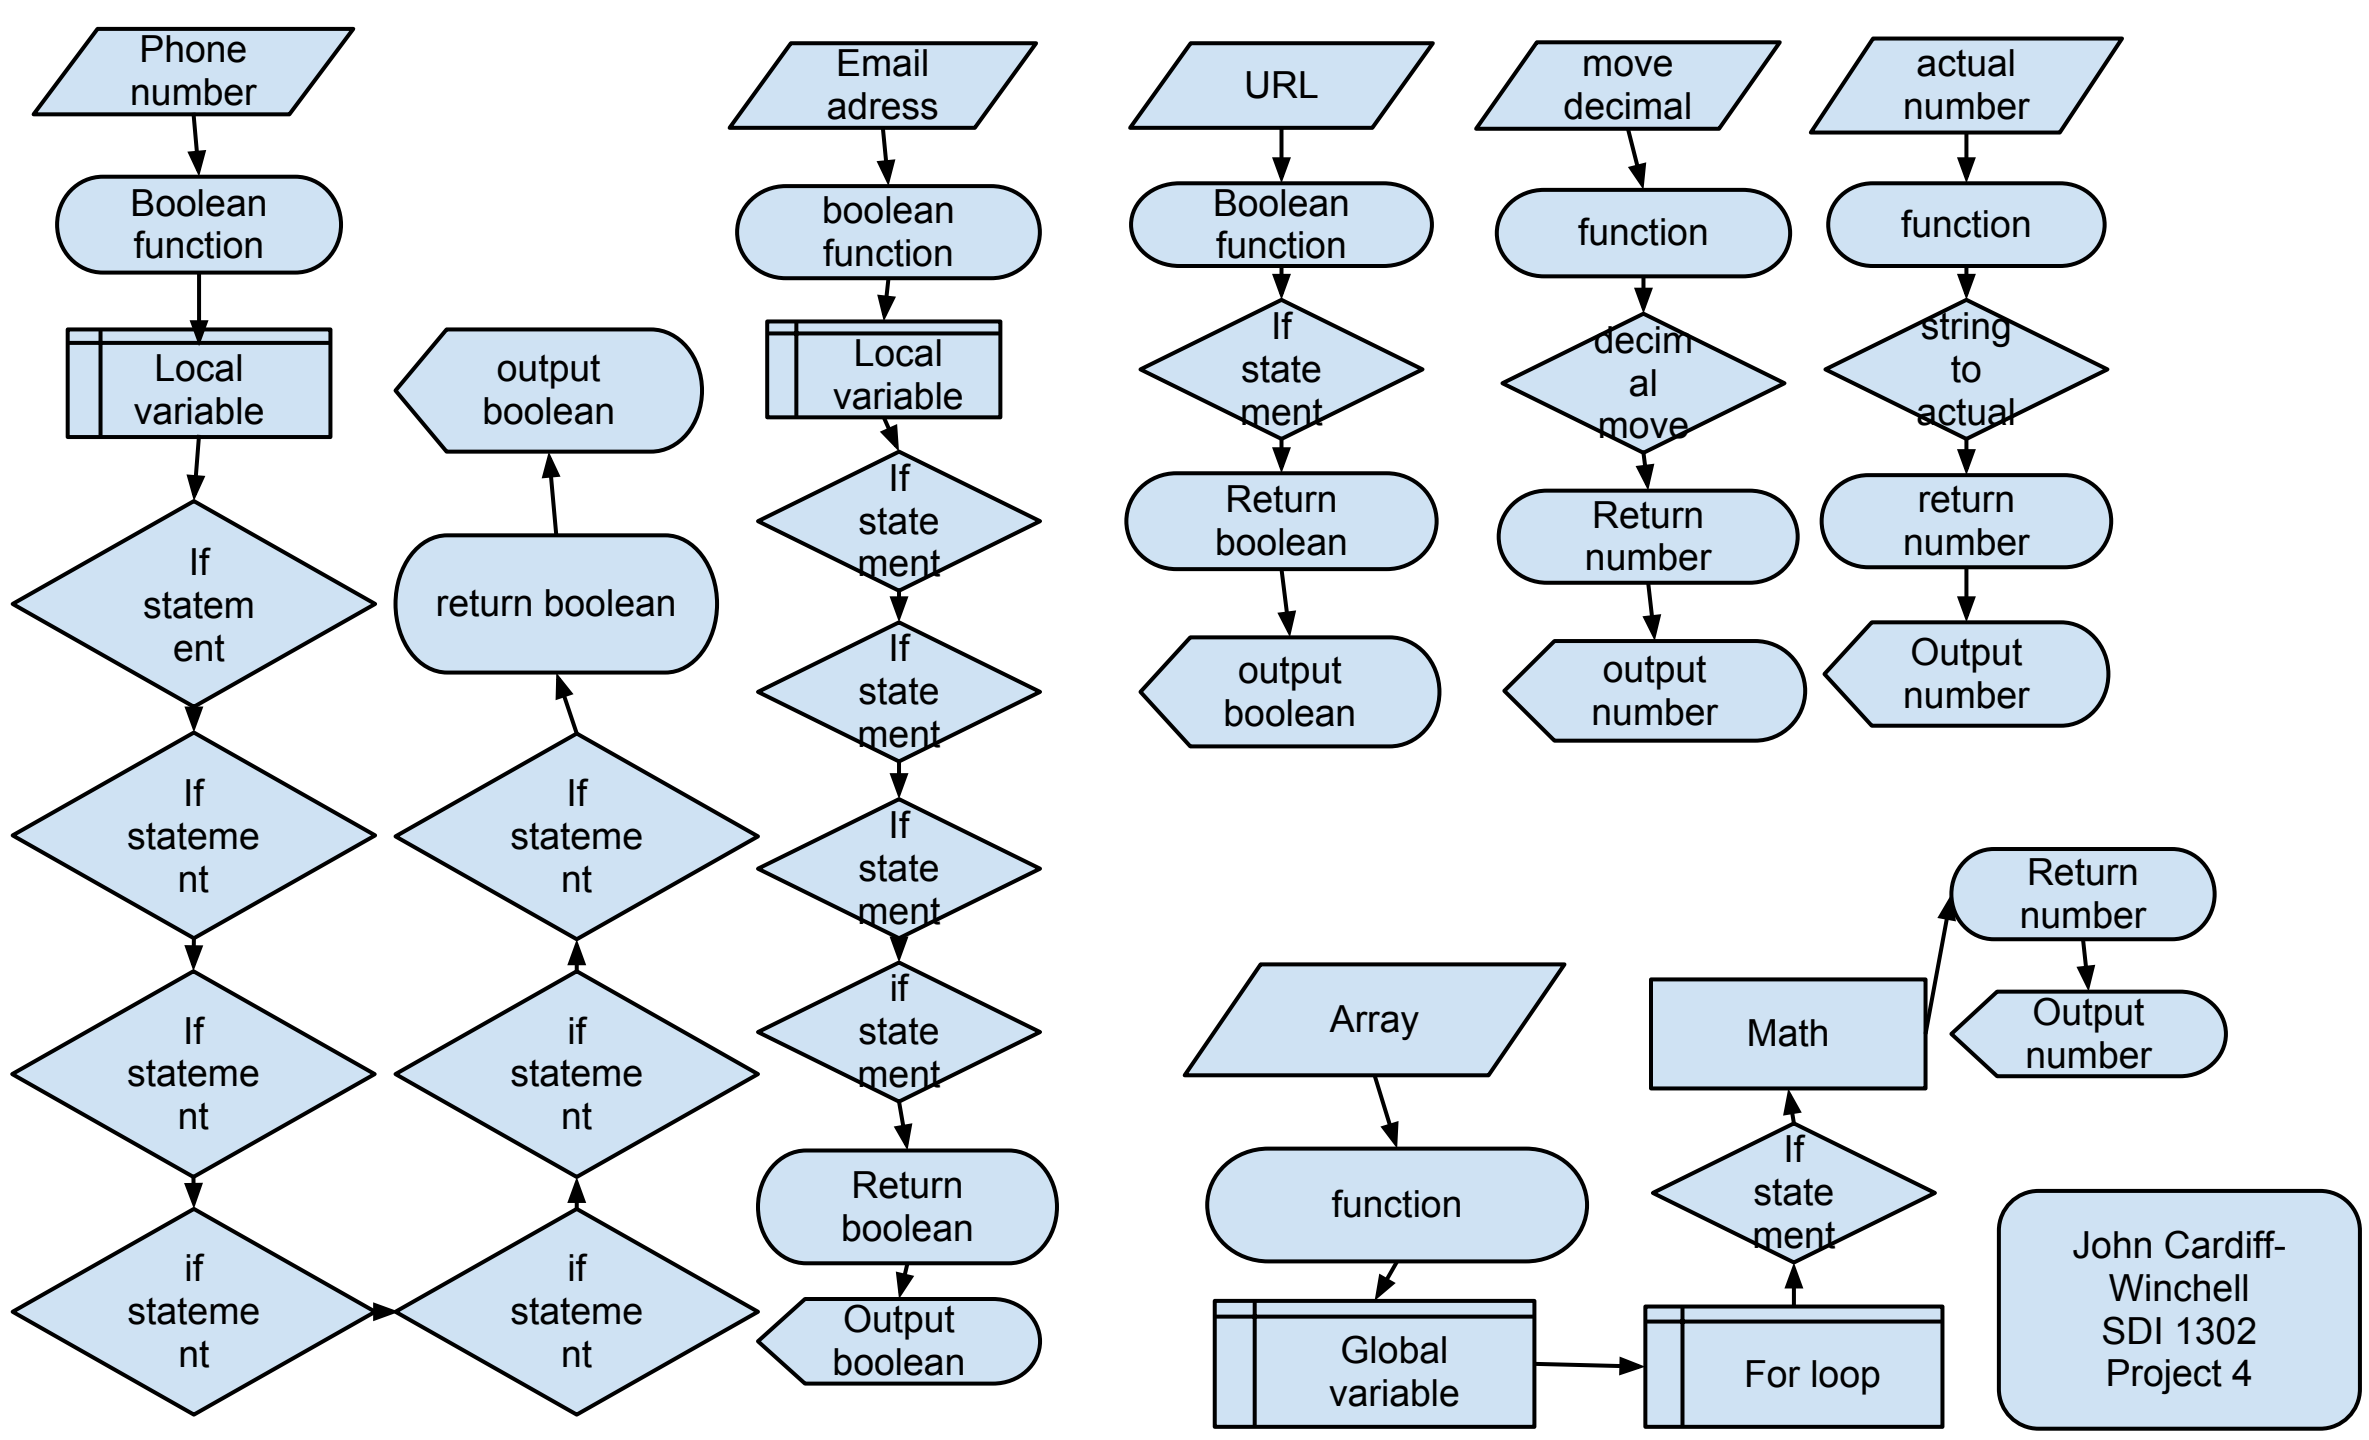 Phone
number
Boolean
function
Local
variable
If
statem
ent
If
stateme
nt
If
stateme
nt
if
stateme
nt
if
stateme
nt
if
stateme
nt
If
stateme
nt
return boolean
output
boolean
Email
adress
boolean
function
Local
variable
If
state
ment
If
state
ment
If
state
ment
if
state
ment
Return
boolean
Output
boolean
URL
Boolean
function
If
state
ment
Return
boolean
output
boolean
move
decimal
function
decim
al
move
Return
number
output
number
actual
number
function
string
to
actual
return
number
Output
number
Array
function
Global
variable
For loop
If
state
ment
Math
Return
number
Output
number
John Cardiff-
Winchell
SDI 1302
Project 4